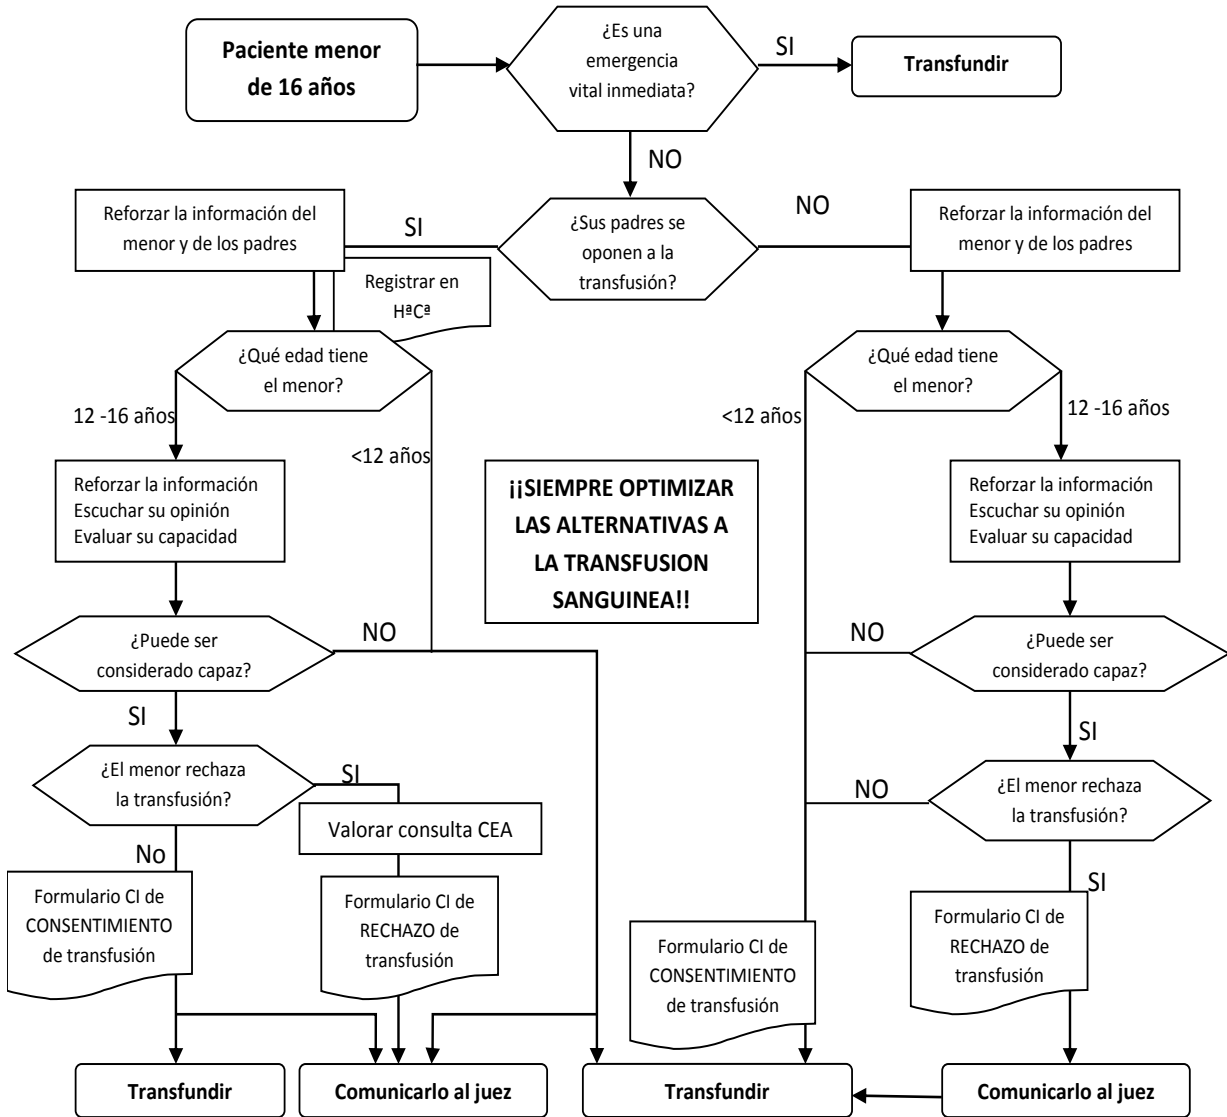 Paciente menor
de 16 años
¿Es una
emergencia
vital inmediata?
SI
Transfundir
NO
Reforzar la información del
menor y de los padres
SI
¿Sus padres se
oponen a la
transfusión?
NO
Reforzar la información del
menor y de los padres
Registrar en
HªCª
¿Qué edad tiene
el menor?
¿Qué edad tiene
el menor?
12 -16 años
<12 años
<12 años
12 -16 años
Reforzar la información
Escuchar su opinión
Evaluar su capacidad
¡¡SIEMPRE OPTIMIZAR
LAS ALTERNATIVAS A
LA TRANSFUSION
SANGUINEA!!
Reforzar la información
Escuchar su opinión
Evaluar su capacidad
¿Puede ser
considerado capaz?
NO
NO
¿Puede ser
considerado capaz?
SI
SI
¿El menor rechaza
la transfusión?
SI
NO
¿El menor rechaza
la transfusión?
Valorar consulta CEA
No
SI
Formulario CI de
CONSENTIMIENTO
de transfusión
Formulario CI de
RECHAZO de
transfusión
Formulario CI de
CONSENTIMIENTO
de transfusión
Formulario CI de
RECHAZO de
transfusión
Transfundir
Comunicarlo al juez
Transfundir
Comunicarlo al juez